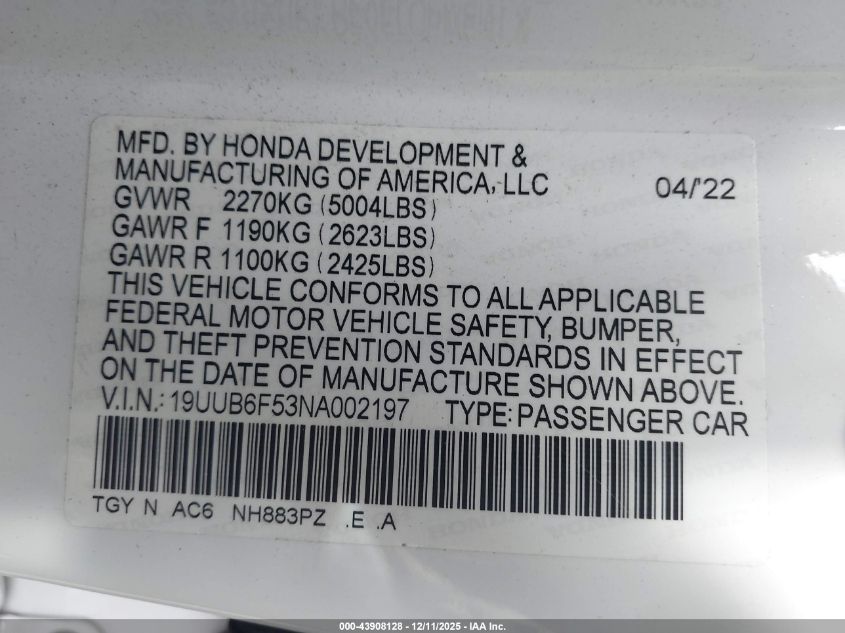 MFD. BY HONDA DEVELOPMENT &
MANUFACTURING OF AMERICA, LLC 04/'22
GVWR 2270KG (5004LBS)
GAWR F 1190KG (2623LBS)
GAWR R 1100KG (2425LBS)
THIS VEHICLE CONFORMS TO ALL APPLICABLE
FEDERAL MOTOR VEHICLE SAFETY, BUMPER,
AND THEFT PREVENTION STANDARDS IN EFFECT
ON THE DATE OF MANUFACTURE SHOWN ABOVE.
V.I.N.: 19UUB6F53NA002197 TYPE: PASSENGER CAR
TGY N AC6 NH883PZ .E .A
000-43908128 - 12/11/2025 - IAA Inc.